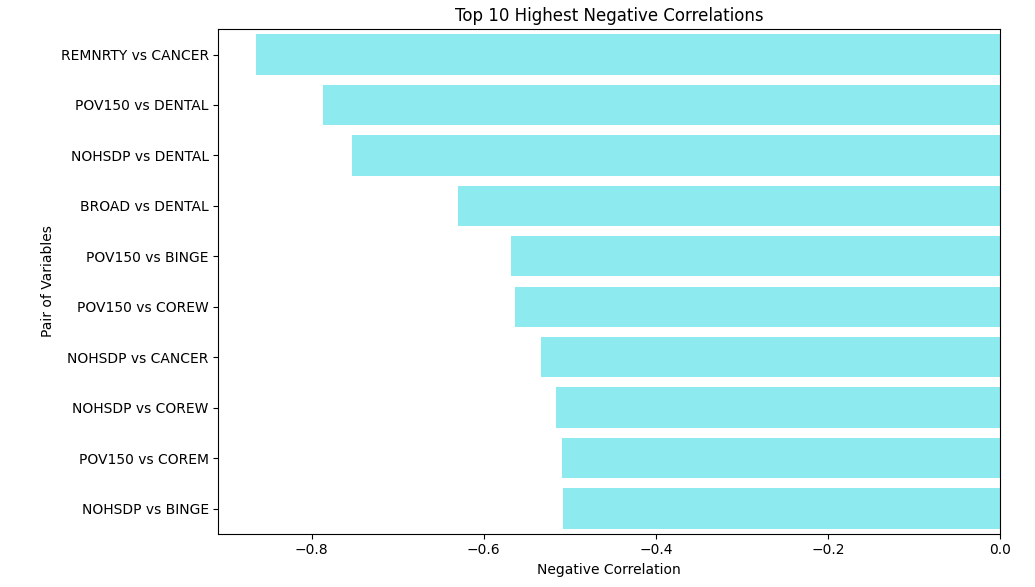 Top 10 Highest Negative Correlations
Pair of Variables
REMNRTY vs CANCER
POV150 vs DENTAL
NOHSDP vs DENTAL
BROAD vs DENTAL
POV150 vs BINGE
POV150 vs COREW
NOHSDP vs CANCER
NOHSDP vs COREW
POV150 vs COREM
NOHSDP vs BINGE
−0.8 −0.6 −0.4 −0.2 0.0
Negative Correlation